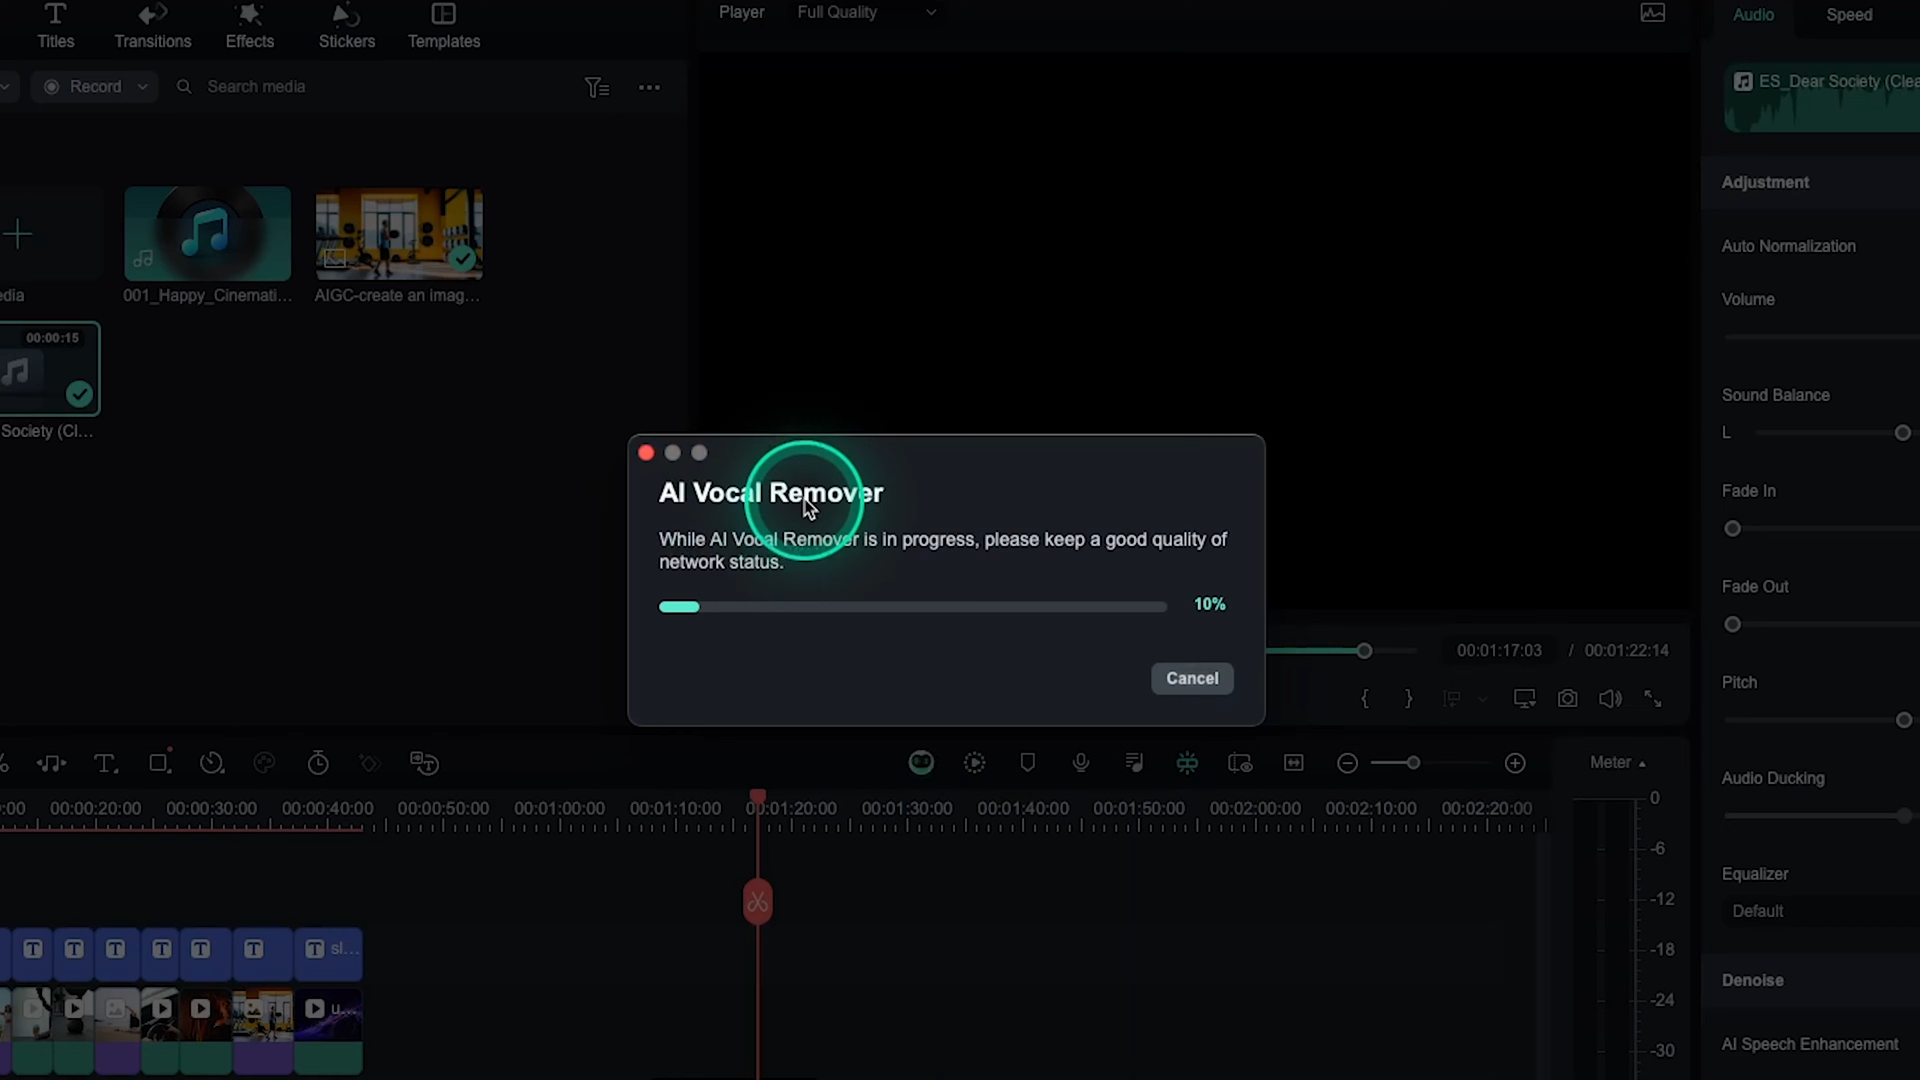 Titles
Transitions
Effects
Stickers
Templates
Player
Full Quality
Audio
Speed
Record
Search media
ES_Dear Society (Clea
Adjustment
Auto Normalization
Volume
Sound Balance
L
Fade In
Fade Out
Pitch
Audio Ducking
Equalizer
Default
Denoise
AI Speech Enhancement
edia
001_Happy_Cinemati...
AIGC-create an imag...
00:00:15
Society (Cl...
AI Vocal Remover
While AI Vocal Remover is in progress, please keep a good quality of
network status.
10%
Cancel
00:01:17:03 / 00:01:22:14
Meter
:00 00:00:20:00 00:00:30:00 00:00:40:00 00:00:50:00 00:01:00:00 00:01:10:00 00:01:20:00 00:01:30:00 00:01:40:00 00:01:50:00 00:02:00:00 00:02:10:00 00:02:20:00
0
-6
-12
-18
-24
-30
T T T T T T T sl...
u...